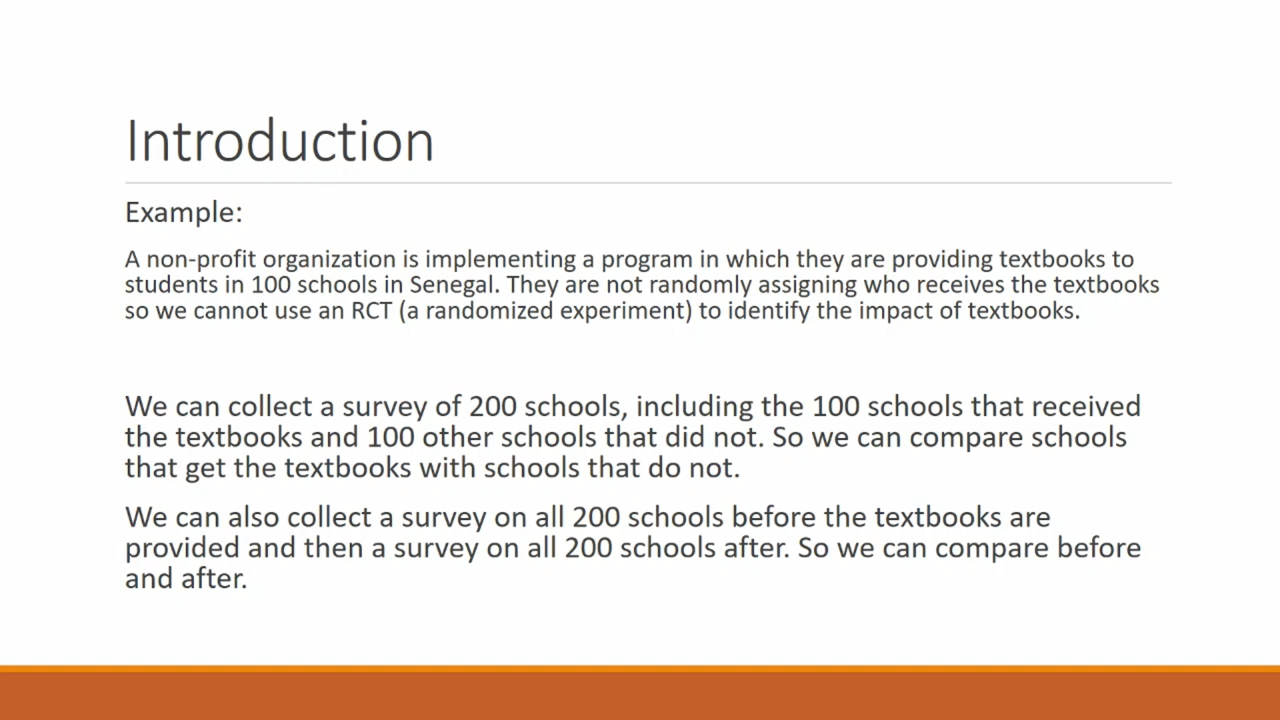 Introduction
Example:
A non-profit organization is implementing a program in which they are providing textbooks to
students in 100 schools in Senegal. They are not randomly assigning who receives the textbooks
so we cannot use an RCT (a randomized experiment) to identify the impact of textbooks.
We can collect a survey of 200 schools, including the 100 schools that received
the textbooks and 100 other schools that did not. So we can compare schools
that get the textbooks with schools that do not.
We can also collect a survey on all 200 schools before the textbooks are
provided and then a survey on all 200 schools after. So we can compare before
and after.